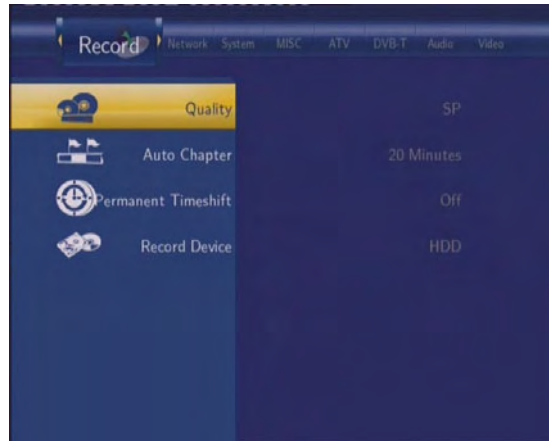 Record Network System MISC ATV DVB-T Audio Video
Quality SP
Auto Chapter 20 Minutes
Permanent Timeshift Off
Record Device HDD